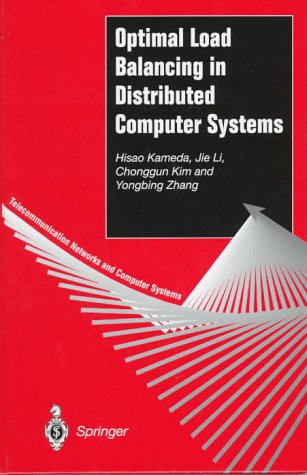 Optimal Load
Balancing in
Distributed
Computer Systems
Hisao Kameda, Jie Li,
Chonggun Kim and
Yongbing Zhang
Telecommunication Networks and Computer Systems
Springer